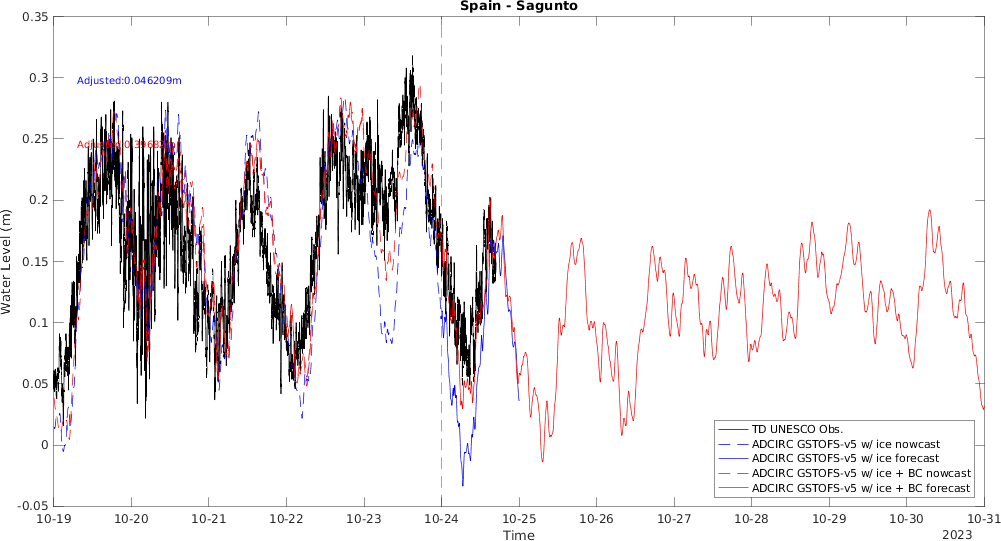 Spain - Sagunto
0.35
0.3
0.25
0.2
0.15
0.1
0.05
0
-0.05
Water Level (m)
Adjusted:0.046209m
10-19
10-20
10-21
10-22
10-23
10-24
10-25
10-26
10-27
10-28
10-29
10-30
10-31
Time
2023
TD UNESCO Obs.
ADCIRC GSTOFS-v5 w/ ice nowcast
ADCIRC GSTOFS-v5 w/ ice forecast
ADCIRC GSTOFS-v5 w/ ice + BC nowcast
ADCIRC GSTOFS-v5 w/ ice + BC forecast